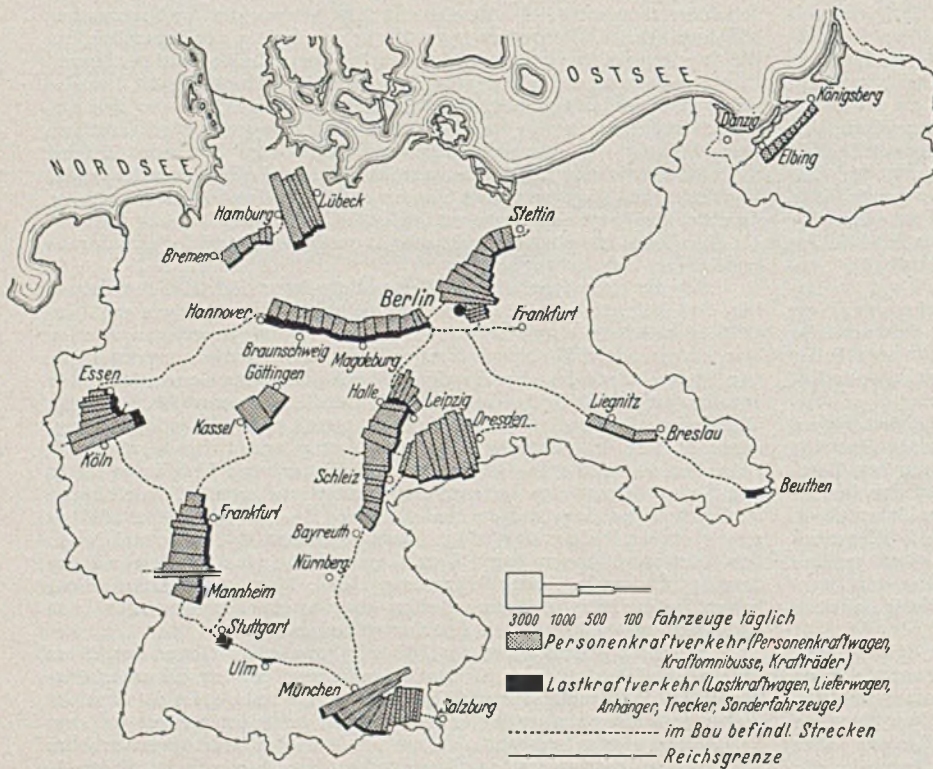 OSTSEE
NORDSEE
Königsberg
Danzig
Elbing
Lübeck
Hamburg
Bremen
Stettin
Berlin
Hannover
Frankfurt
Braunschweig
Magdeburg
Göttingen
Essen
Halle
Leipzig
Dresden
Liegnitz
Kassel
Breslau
Köln
Schleiz
Beuthen
Frankfurt
Bayreuth
Nürnberg
Mannheim
Stuttgart
Ulm
München
Salzburg
3000 1000 500 100 Fahrzeuge täglich
Personenkraftverkehr (Personenkraftwagen,
Kraftomnibusse, Krafträder)
Lastkraftverkehr (Lastkraftwagen, Lieferwagen,
Anhänger, Trecker, Sonderfahrzeuge)
im Bau befindl. Strecken
Reichsgrenze